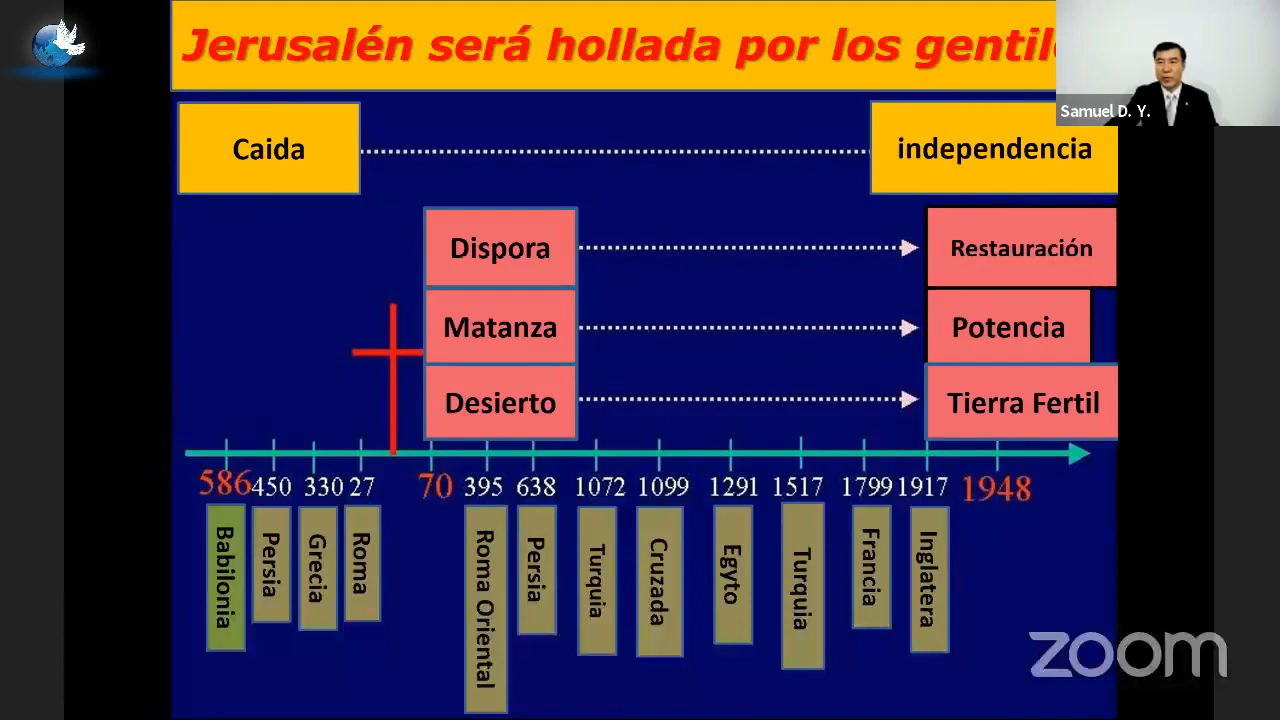 Jerusalén será hollada por los
Samuel D. Y.
Caida
independencia
Dispora
Restauración
Matanza
Potencia
Desierto
Tierra Fertil
586 450 330 27 70 395 638 1072 1099 1291 1517 1799 1917 1948
Babilonia
Persia
Grecia
Roma
Roma Oriental
Persia
Turquia
Cruzada
Egyto
Turquia
Francia
Inglatera
zoom